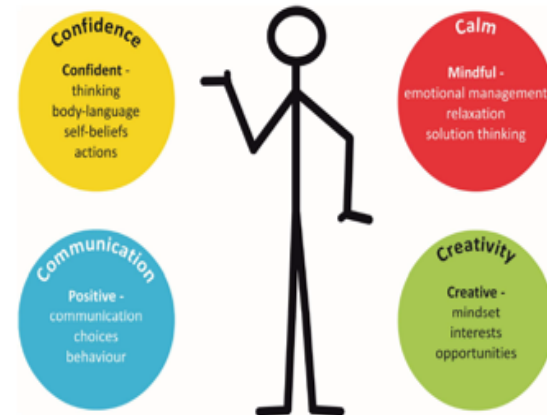 Confidence
Confident -
thinking
body-language
self-beliefs
actions
Calm
Mindful -
emotional management
relaxation
solution thinking
Communication
Positive -
communication
choices
behaviour
Creativity
Creative -
mindset
interests
opportunities